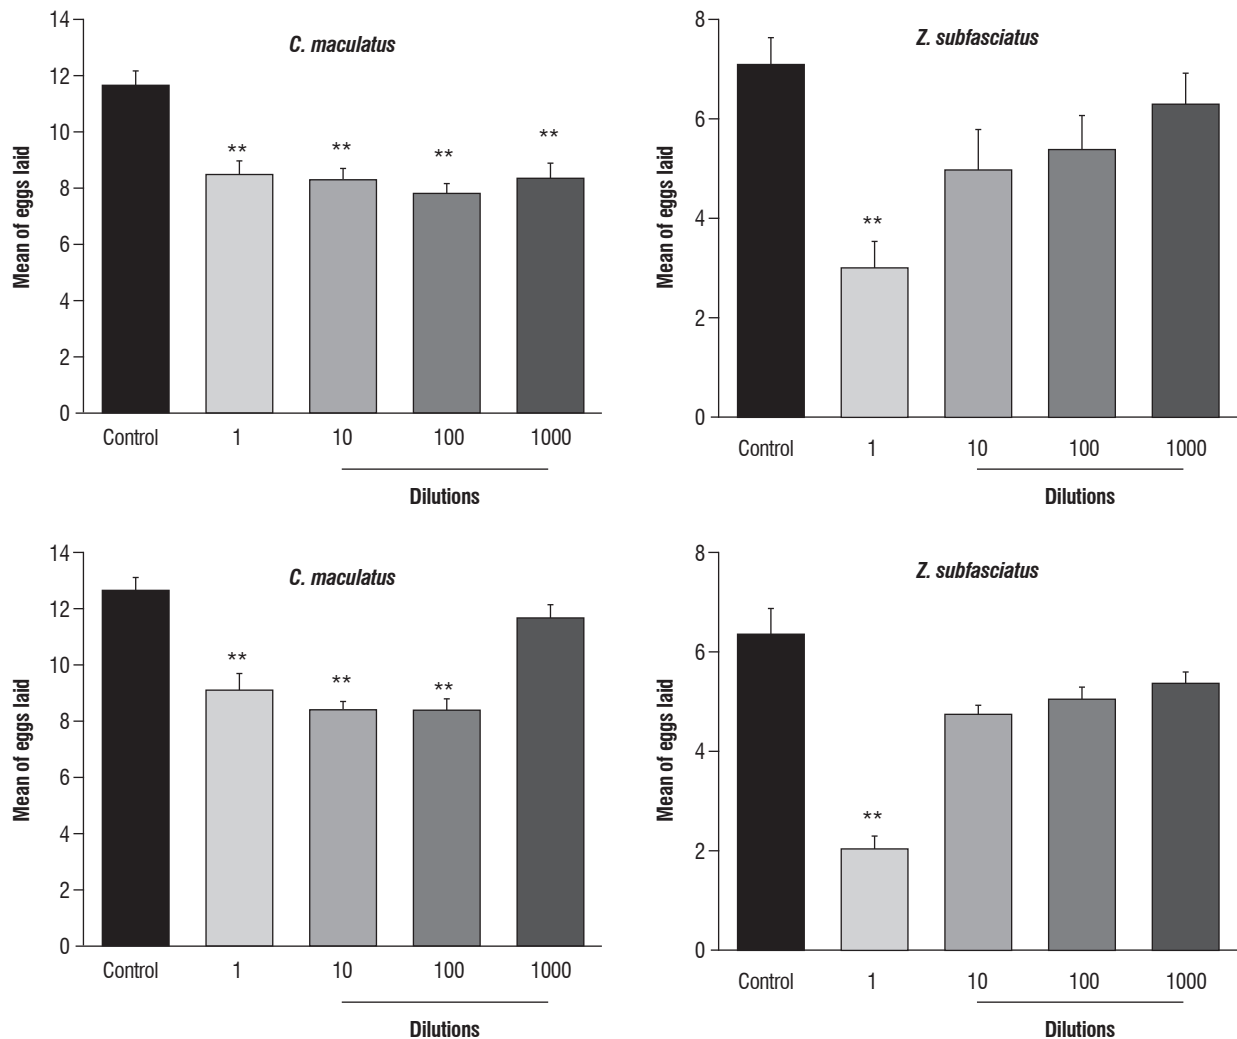 C. maculatus
Mean of eggs laid
14
12
10
8
6
4
2
0
**
**
**
**
Control 1 10 100 1000
Dilutions
Z. subfasciatus
Mean of eggs laid
8
6
4
2
0
**
Control 1 10 100 1000
Dilutions
C. maculatus
Mean of eggs laid
14
12
10
8
6
4
2
0
**
**
**
Control 1 10 100 1000
Dilutions
Z. subfasciatus
Mean of eggs laid
8
6
4
2
0
**
Control 1 10 100 1000
Dilutions